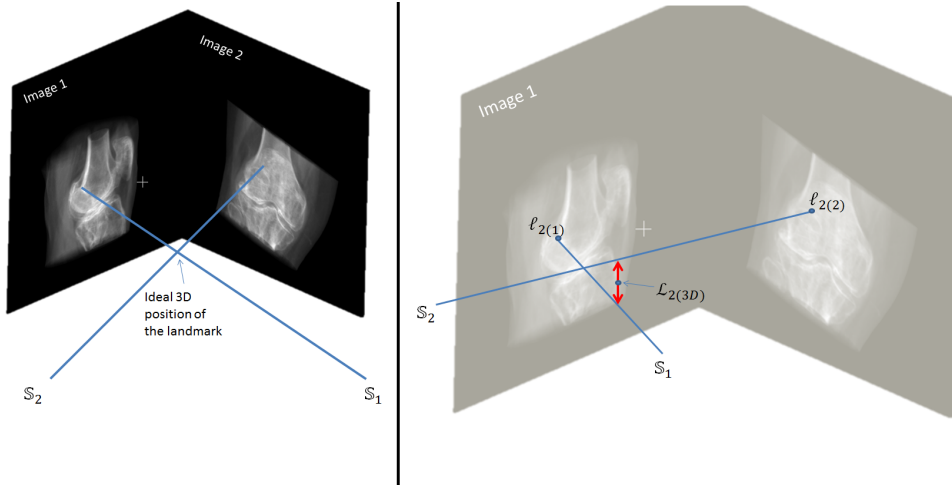 Image 1
Image 2
Ideal 3D
position of
the landmark
𝕊₂
𝕊₁
Image 1
ℓ₂₍₁₎
ℓ₂₍₂₎
ℒ₂₍₃D₎
𝕊₂
𝕊₁